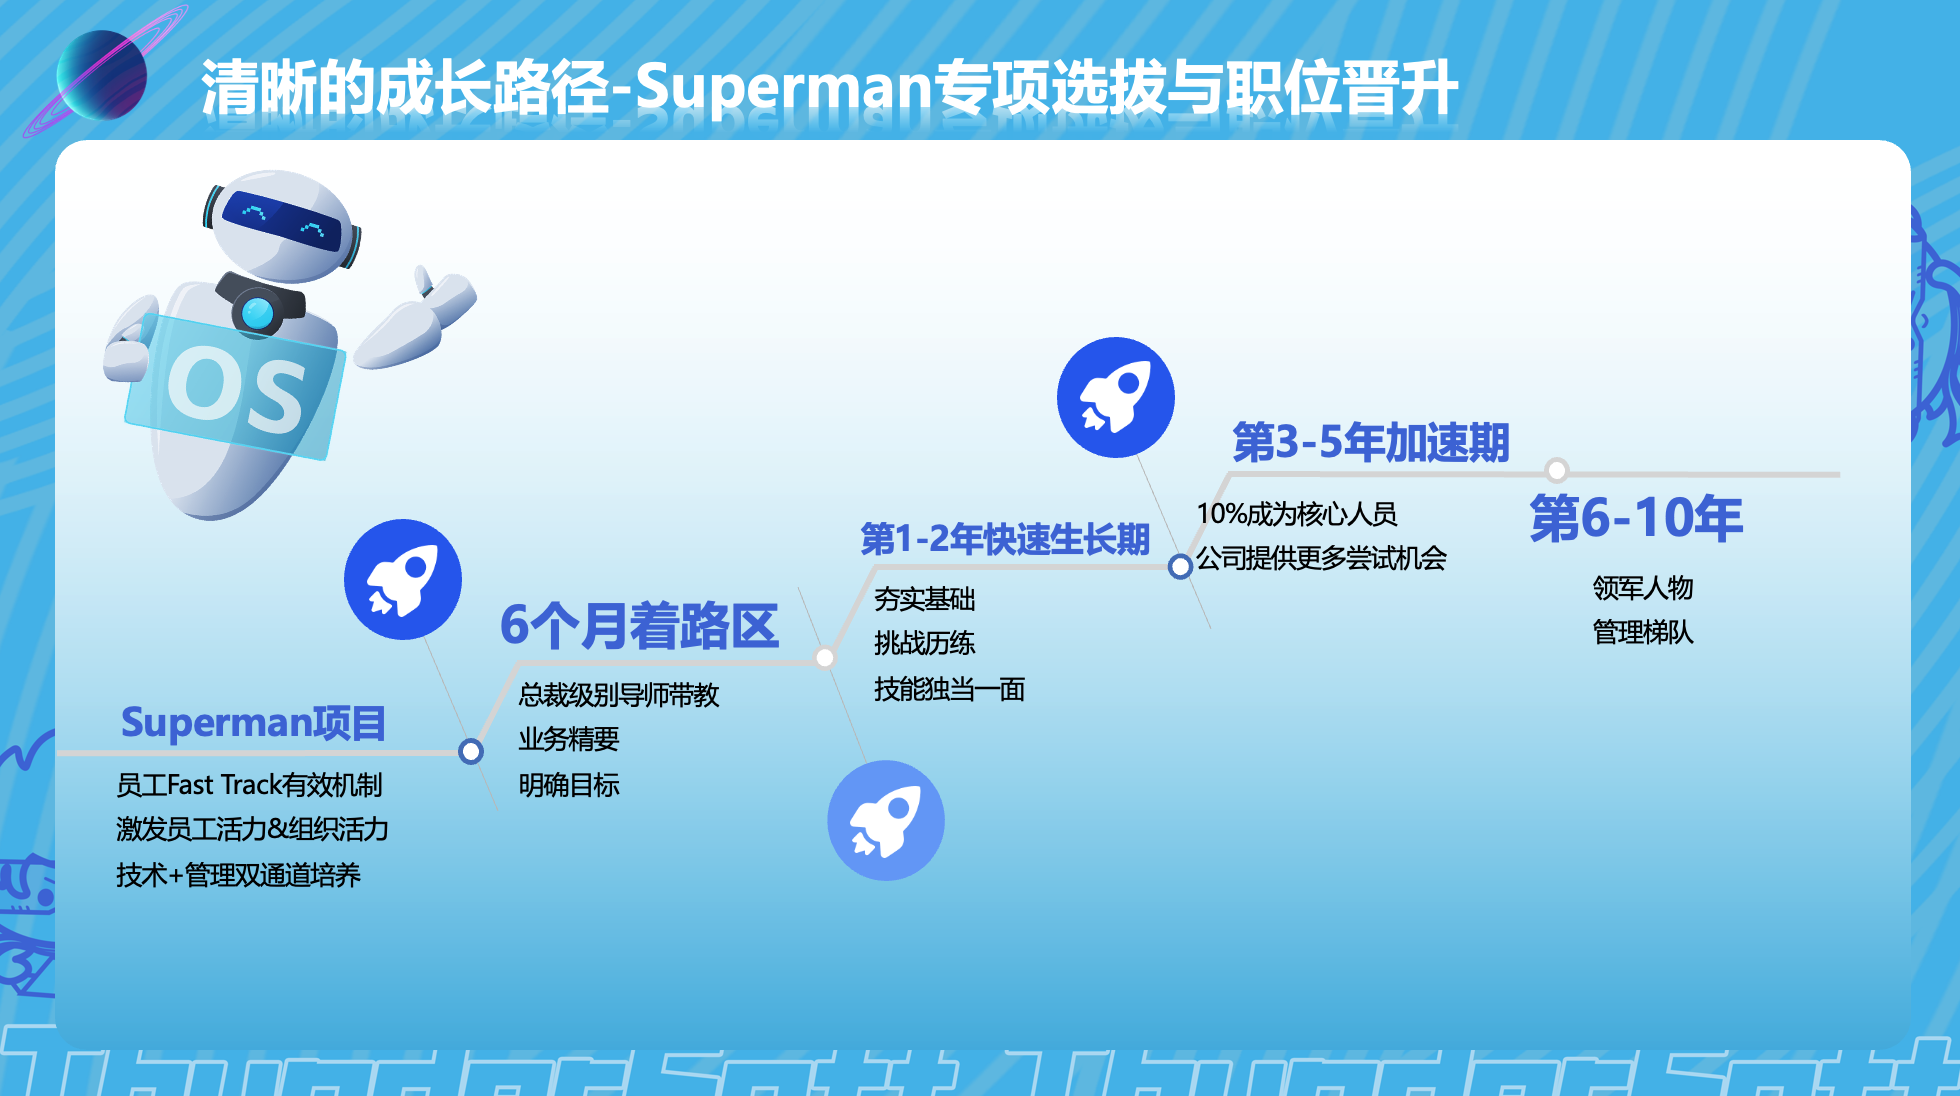 清晰的成长路径-Superman专项选拔与职位晋升
OS
Superman项目
员工Fast Track有效机制
激发员工活力&组织活力
技术+管理双通道培养
6个月着路区
总裁级别导师带教
业务精要
明确目标
第1-2年快速生长期
夯实基础
挑战历练
技能独当一面
第3-5年加速期
10%成为核心人员
公司提供更多尝试机会
第6-10年
领军人物
管理梯队
ThunderSoft ThunderSoft